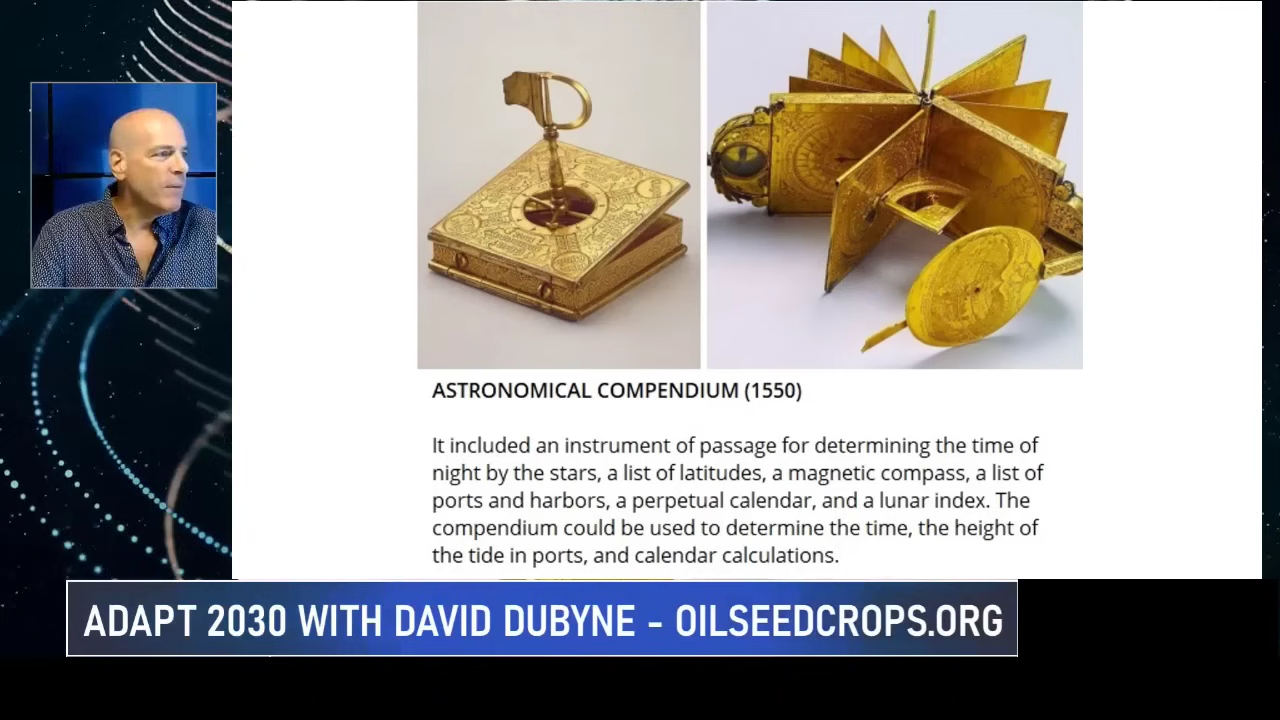 ASTRONOMICAL COMPENDIUM (1550)
It included an instrument of passage for determining the time of
night by the stars, a list of latitudes, a magnetic compass, a list of
ports and harbors, a perpetual calendar, and a lunar index. The
compendium could be used to determine the time, the height of
the tide in ports, and calendar calculations.
ADAPT 2030 WITH DAVID DUBYNE - OILSEEDCROPS.ORG